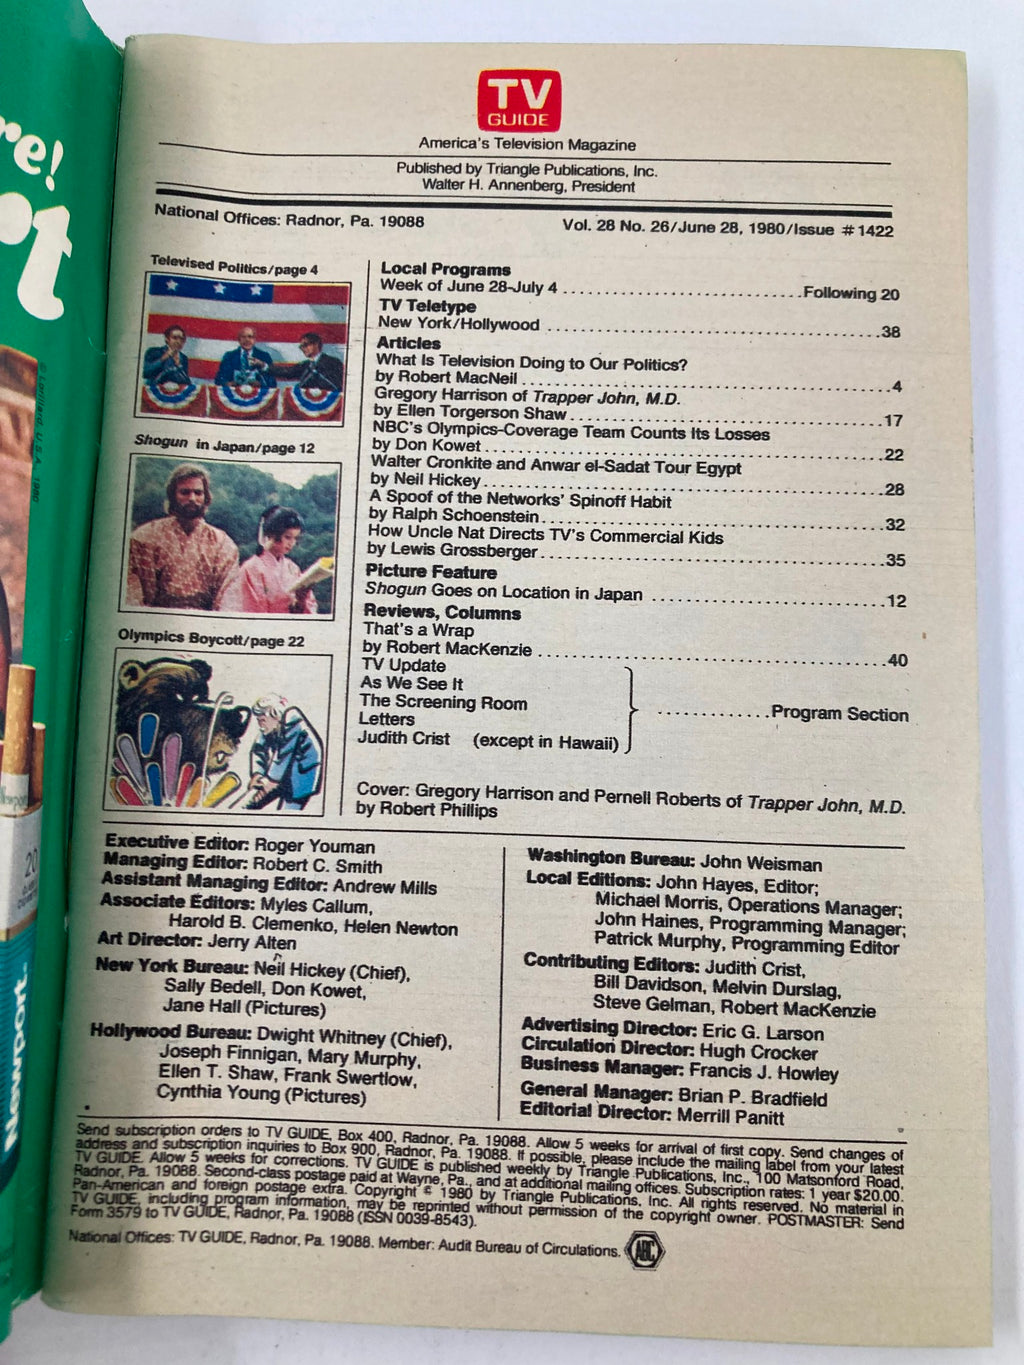 re!
t
© Lorillard, U.S.A., 1980
Newport
20
Newport.
TV
GUIDE
America's Television Magazine
Published by Triangle Publications, Inc.
Walter H. Annenberg, President
National Offices: Radnor, Pa. 19088
Vol. 28 No. 26/June 28, 1980/Issue #1422
Televised Politics/page 4
Shogun in Japan/page 12
Olympics Boycott/page 22
Local Programs
Week of June 28-July 4 ............................Following 20
TV Teletype
New York/Hollywood ..........................................38
Articles
What Is Television Doing to Our Politics?
by Robert MacNeil ..............................................4
Gregory Harrison of Trapper John, M.D.
by Ellen Torgerson Shaw.......................................17
NBC's Olympics-Coverage Team Counts Its Losses
by Don Kowet..................................................22
Walter Cronkite and Anwar el-Sadat Tour Egypt
by Neil Hickey..................................................28
A Spoof of the Networks' Spinoff Habit
by Ralph Schoenstein...........................................32
How Uncle Nat Directs TV's Commercial Kids
by Lewis Grossberger...........................................35
Picture Feature
Shogun Goes on Location in Japan ..............................12
Reviews, Columns
That's a Wrap
by Robert MacKenzie ...........................................40
TV Update
As We See It
The Screening Room
Letters
Judith Crist (except in Hawaii)
.............Program Section
Cover: Gregory Harrison and Pernell Roberts of Trapper John, M.D.
by Robert Phillips
Executive Editor: Roger Youman
Managing Editor: Robert C. Smith
Assistant Managing Editor: Andrew Mills
Associate Editors: Myles Callum,
Harold B. Clemenko, Helen Newton
Art Director: Jerry Alten
New York Bureau: Neil Hickey (Chief),
Sally Bedell, Don Kowet,
Jane Hall (Pictures)
Hollywood Bureau: Dwight Whitney (Chief),
Joseph Finnigan, Mary Murphy,
Ellen T. Shaw, Frank Swertlow,
Cynthia Young (Pictures)
Washington Bureau: John Weisman
Local Editions: John Hayes, Editor;
Michael Morris, Operations Manager;
John Haines, Programming Manager;
Patrick Murphy, Programming Editor
Contributing Editors: Judith Crist,
Bill Davidson, Melvin Durslag,
Steve Gelman, Robert MacKenzie
Advertising Director: Eric G. Larson
Circulation Director: Hugh Crocker
Business Manager: Francis J. Howley
General Manager: Brian P. Bradfield
Editorial Director: Merrill Panitt
Send subscription orders to TV GUIDE, Box 400, Radnor, Pa. 19088. Allow 5 weeks for arrival of first copy. Send changes of
address and subscription inquiries to Box 900, Radnor, Pa. 19088. If possible, please include the mailing label from your latest
TV GUIDE. Allow 5 weeks for corrections. TV GUIDE is published weekly by Triangle Publications, Inc., 100 Matsonford Road,
Radnor, Pa. 19088. Second-class postage paid at Wayne, Pa., and at additional mailing offices. Subscription rates: 1 year $20.00.
Pan-American and foreign postage extra. Copyright © 1980 by Triangle Publications, Inc. All rights reserved. No material in
TV GUIDE, including program information, may be reprinted without permission of the copyright owner. POSTMASTER: Send
Form 3579 to TV GUIDE, Radnor, Pa. 19088 (ISSN 0039-8543).
National Offices: TV GUIDE, Radnor, Pa. 19088. Member: Audit Bureau of Circulations.
ABC